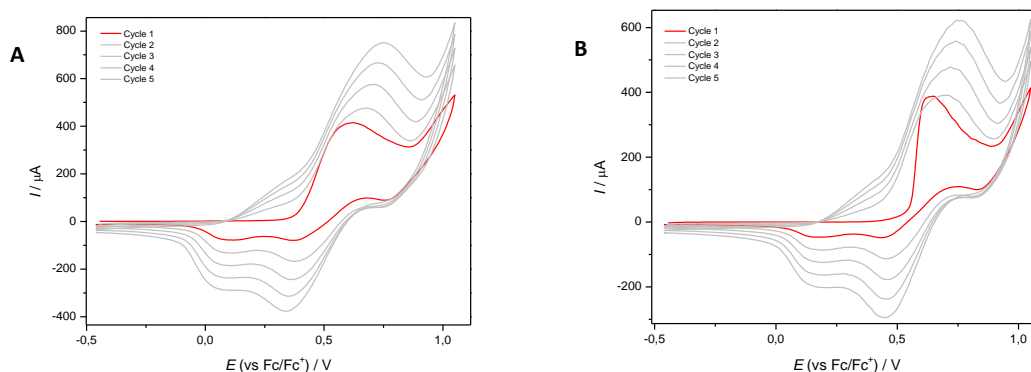 A
Cycle 1
Cycle 2
Cycle 3
Cycle 4
Cycle 5
800
600
400
200
0
-200
-400
I / µA
-0,5
0,0
0,5
1,0
E (vs Fc/Fc⁺) / V
B
Cycle 1
Cycle 2
Cycle 3
Cycle 4
Cycle 5
600
400
200
0
-200
I / µA
-0,5
0,0
0,5
1,0
E (vs Fc/Fc⁺) / V